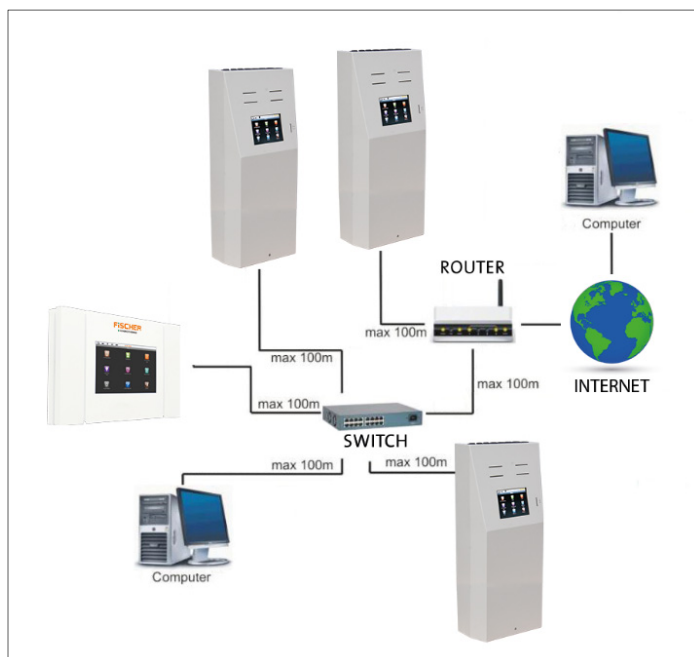 Computer
ROUTER
max 100m
INTERNET
FISCHER
max 100m
max 100m
max 100m
SWITCH
max 100m
max 100m
Computer